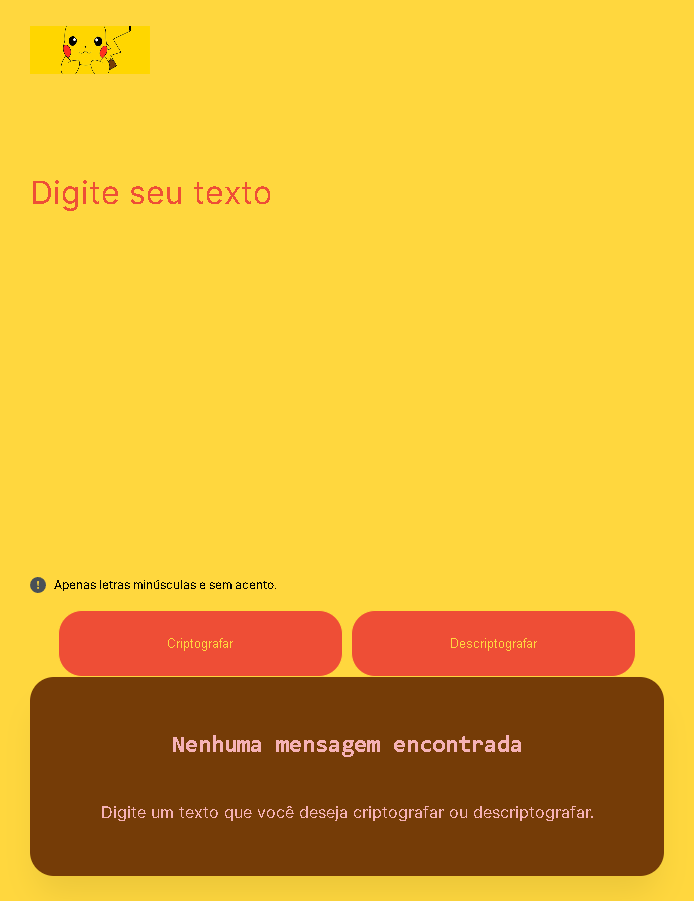 Digite seu texto
Apenas letras minúsculas e sem acento.
Criptografar
Descriptografar
Nenhuma mensagem encontrada
Digite um texto que você deseja criptografar ou descriptografar.